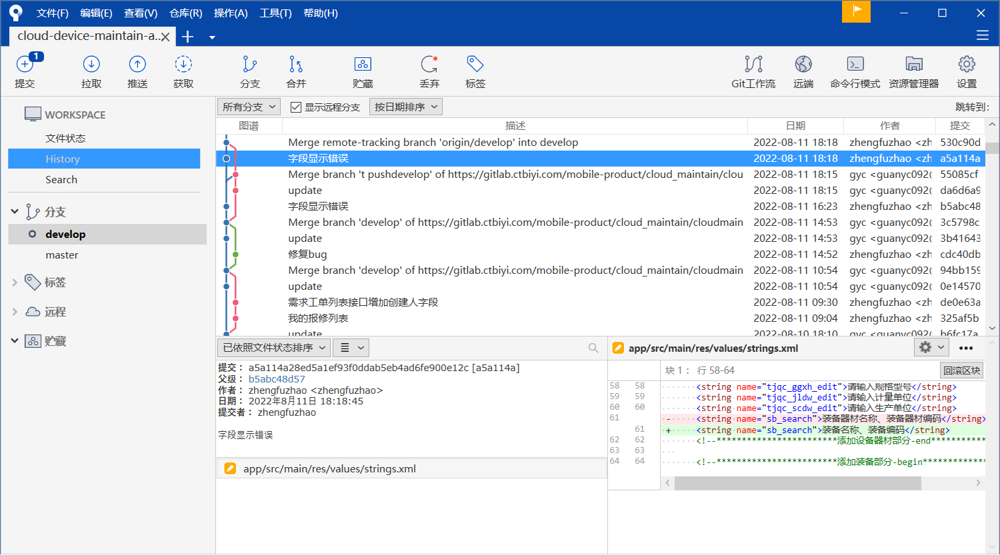 文件(F) 编辑(E) 查看(V) 仓库(R) 操作(A) 工具(T) 帮助(H)
cloud-device-maintain-a..
1
提交 拉取 推送 获取 分支 合并 贮藏 丢弃 标签 Git工作流 远端 命令行模式 资源管理器 设置
WORKSPACE
文件状态
History
Search
分支
develop
master
标签
远程
贮藏
所有分支 显示远程分支 按日期排序 跳转到:
图谱 描述 日期 作者 提交
Merge remote-tracking branch 'origin/develop' into develop 2022-08-11 18:18 zhengfuzhao <zh 530c90d
字段显示错误 2022-08-11 18:18 zhengfuzhao <zh a5a114a
Merge branch 't pushdevelop' of https://gitlab.ctbiyi.com/mobile-product/cloud_maintain/clou 2022-08-11 18:15 gyc <guanyc092( 55085cf
update 2022-08-11 18:15 gyc <guanyc092( da6d6a9
字段显示错误 2022-08-11 16:23 zhengfuzhao <zh b5abc48
Merge branch 'develop' of https://gitlab.ctbiyi.com/mobile-product/cloud_maintain/cloudmain 2022-08-11 14:53 gyc <guanyc092( 3c5798c
update 2022-08-11 14:53 gyc <guanyc092( 3b41643
修复bug 2022-08-11 14:52 zhengfuzhao <zh cdc40db
Merge branch 'develop' of https://gitlab.ctbiyi.com/mobile-product/cloud_maintain/cloudmain 2022-08-11 10:54 gyc <guanyc092( 94bb159
update 2022-08-11 10:54 gyc <guanyc092( 0e14570
需求工单列表接口增加创建人字段 2022-08-11 09:30 zhengfuzhao <zh de0e63a
我的报修列表 2022-08-11 09:04 zhengfuzhao <zh 325af5b
update 2022-08-10 18:10 gyc <guanyc092( b6fc17a
已依照文件状态排序
提交： a5a114a28ed5a1ef93f0ddab5eb4ad6fe900e12c [a5a114a]
父级： b5abc48d57
作者： zhengfuzhao <zhengfuzhao>
日期： 2022年8月11日 18:18:45
提交者： zhengfuzhao
字段显示错误
app/src/main/res/values/strings.xml
app/src/main/res/values/strings.xml
块 1： 行 58-64 回滚区块
58 58 <string name="tjqc_ggxh_edit">请输入规格型号</string>
59 59 <string name="tjqc_jldw_edit">请输入计量单位</string>
60 60 <string name="tjqc_scdw_edit">请输入生产单位</string>
61 - <string name="sb_search">装备器材名称、装备器材编码</string>
61 + <string name="sb_search">装备名称、装备编码</string>
62 62 <!--************************添加设备器材部分-end***********
63 63
64 64 <!--************************添加装备部分-begin*************